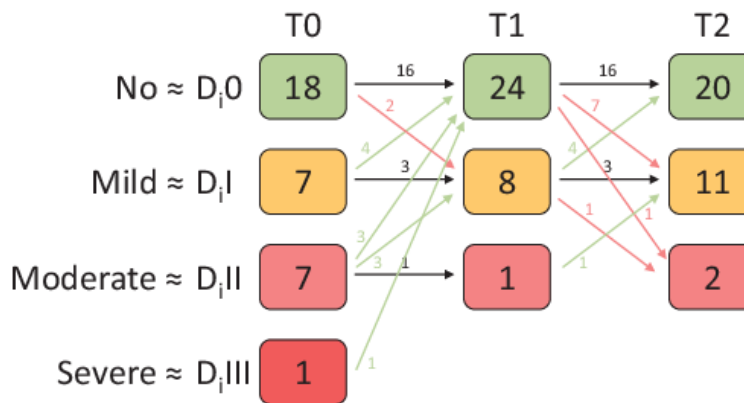 T0 T1 T2
No ≈ Dᵢ0 18 16 24 16 20
2 7
4 4
Mild ≈ DᵢI 7 3 8 3 11
3 1 1
Moderate ≈ DᵢII 7 3 1 1 1 2
Severe ≈ DᵢIII 1 1